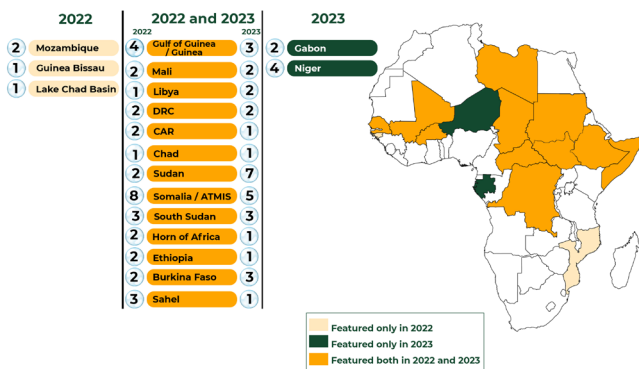 2022
2 Mozambique
1 Guinea Bissau
1 Lake Chad Basin
2022 and 2023
2022 2023
4 Gulf of Guinea / Guinea 3
2 Mali 2
1 Libya 2
2 DRC 2
2 CAR 1
1 Chad 1
2 Sudan 7
8 Somalia / ATMIS 5
3 South Sudan 3
2 Horn of Africa 1
2 Ethiopia 1
2 Burkina Faso 3
3 Sahel 1
2023
2 Gabon
4 Niger
Featured only in 2022
Featured only in 2023
Featured both in 2022 and 2023